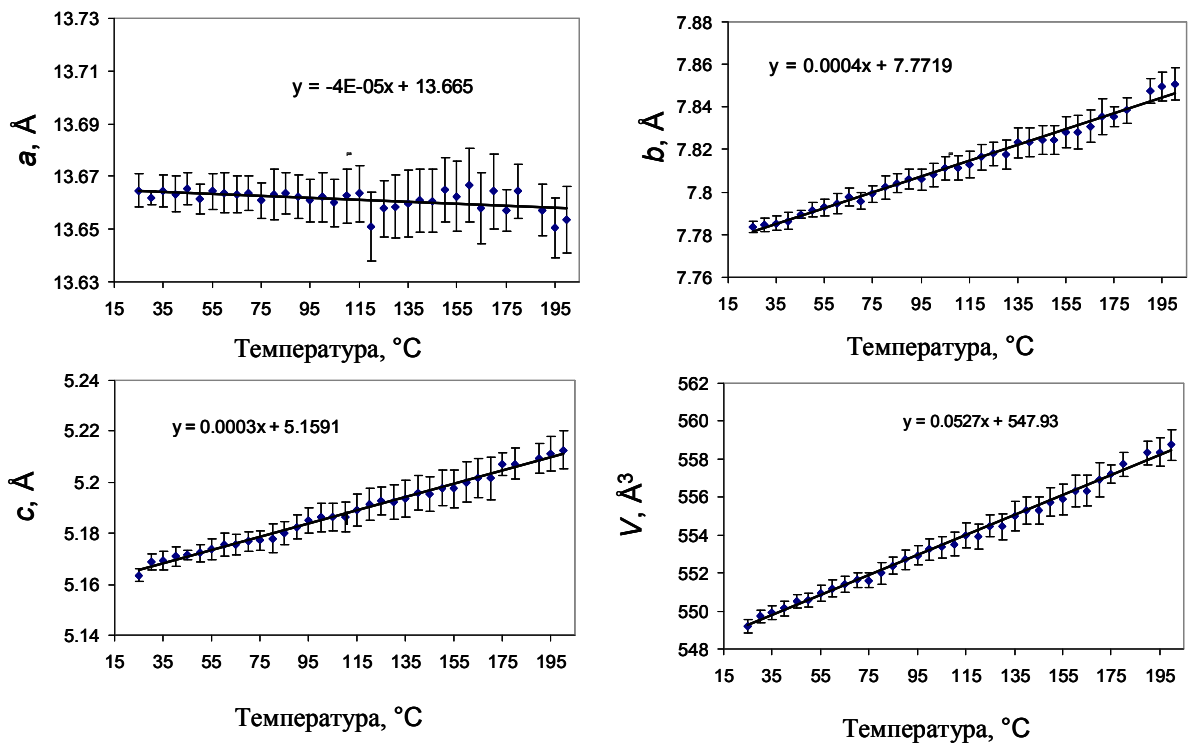 13.73
13.71
13.69
13.67
13.65
13.63
a, Å
y = -4E-05x + 13.665
15 35 55 75 95 115 135 155 175 195
Температура, °C
7.88
7.86
7.84
7.82
7.80
7.78
7.76
b, Å
y = 0.0004x + 7.7719
15 35 55 75 95 115 135 155 175 195
Температура, °C
5.24
5.22
5.2
5.18
5.16
5.14
c, Å
y = 0.0003x + 5.1591
15 35 55 75 95 115 135 155 175 195
Температура, °C
562
560
558
556
554
552
550
548
V, Å³
y = 0.0527x + 547.93
15 35 55 75 95 115 135 155 175 195
Температура, °C